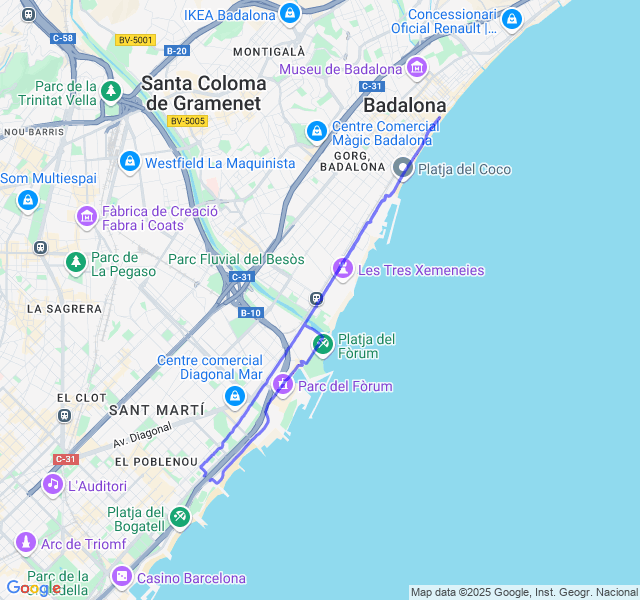 IKEA Badalona
Concessionari
Oficial Renault |...
C-58
BV-5001
B-20
MONTIGALÀ
Museu de Badalona
Parc de la
Trinitat Vella
Santa Coloma
de Gramenet
C-31
Badalona
BV-5005
NOU BARRIS
Centre Comercial
Màgic Badalona
Westfield La Maquinista
GORG,
BADALONA
Platja del Coco
Som Multiespai
Fàbrica de Creació
Fabra i Coats
Parc de
La Pegaso
Parc Fluvial del Besòs
C-31
Les Tres Xemeneies
LA SAGRERA
B-10
Platja del
Fòrum
Centre comercial
Diagonal Mar
Parc del Fòrum
EL CLOT
SANT MARTÍ
Av. Diagonal
C-31
EL POBLENOU
L'Auditori
Platja del
Bogatell
Arc de Triomf
Parc de la
della
Casino Barcelona
Google
Map data ©2025 Google, Inst. Geogr. Nacional